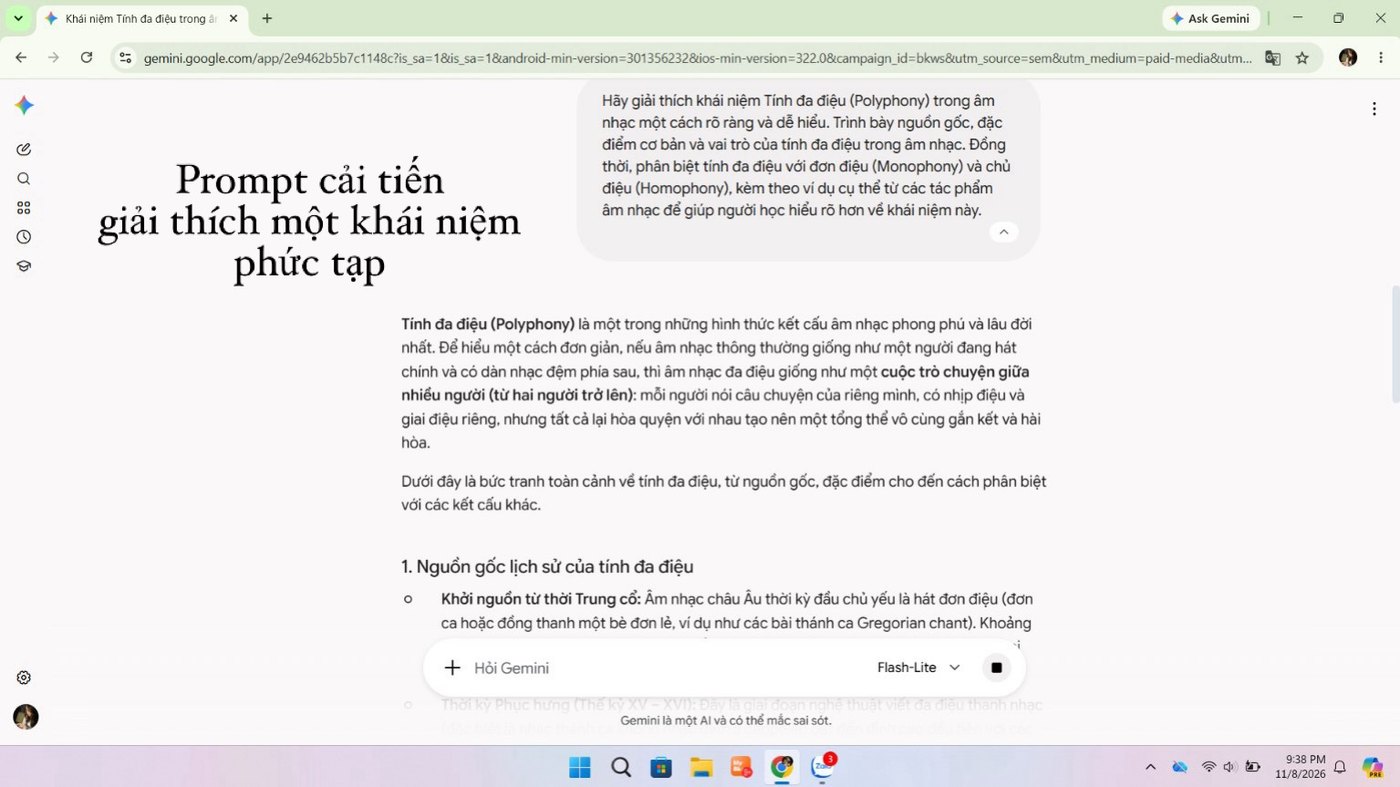 Khái niệm Tính đa điệu trong âr
Ask Gemini
gemini.google.com/app/2e9462b5b7c1148c?is_sa=1&is_sa=1&android-min-version=301356232&ios-min-version=322.0&campaign_id=bkws&utm_source=sem&utm_medium=paid-media&utm...
Prompt cải tiến
giải thích một khái niệm
phức tạp
Hãy giải thích khái niệm Tính đa điệu (Polyphony) trong âm
nhạc một cách rõ ràng và dễ hiểu. Trình bày nguồn gốc, đặc
điểm cơ bản và vai trò của tính đa điệu trong âm nhạc. Đồng
thời, phân biệt tính đa điệu với đơn điệu (Monophony) và chủ
điệu (Homophony), kèm theo ví dụ cụ thể từ các tác phẩm
âm nhạc để giúp người học hiểu rõ hơn về khái niệm này.
Tính đa điệu (Polyphony) là một trong những hình thức kết cấu âm nhạc phong phú và lâu đời
nhất. Để hiểu một cách đơn giản, nếu âm nhạc thông thường giống như một người đang hát
chính và có dàn nhạc đệm phía sau, thì âm nhạc đa điệu giống như một cuộc trò chuyện giữa
nhiều người (từ hai người trở lên): mỗi người nói câu chuyện của riêng mình, có nhịp điệu và
giai điệu riêng, nhưng tất cả lại hòa quyện với nhau tạo nên một tổng thể vô cùng gắn kết và hài
hòa.
Dưới đây là bức tranh toàn cảnh về tính đa điệu, từ nguồn gốc, đặc điểm cho đến cách phân biệt
với các kết cấu khác.
1. Nguồn gốc lịch sử của tính đa điệu
Khởi nguồn từ thời Trung cổ: Âm nhạc châu Âu thời kỳ đầu chủ yếu là hát đơn điệu (đơn
ca hoặc đồng thanh một bè đơn lẻ, ví dụ như các bài thánh ca Gregorian chant). Khoảng
Hỏi Gemini
Flash-Lite
Thời kỳ Phục hưng (Thế kỷ XV – XVI): Đây là giai đoạn nghệ thuật viết đa điệu thanh nhạc
Gemini là một AI và có thể mắc sai sót.
Zalo
3
9:38 PM
11/8/2026
PRE